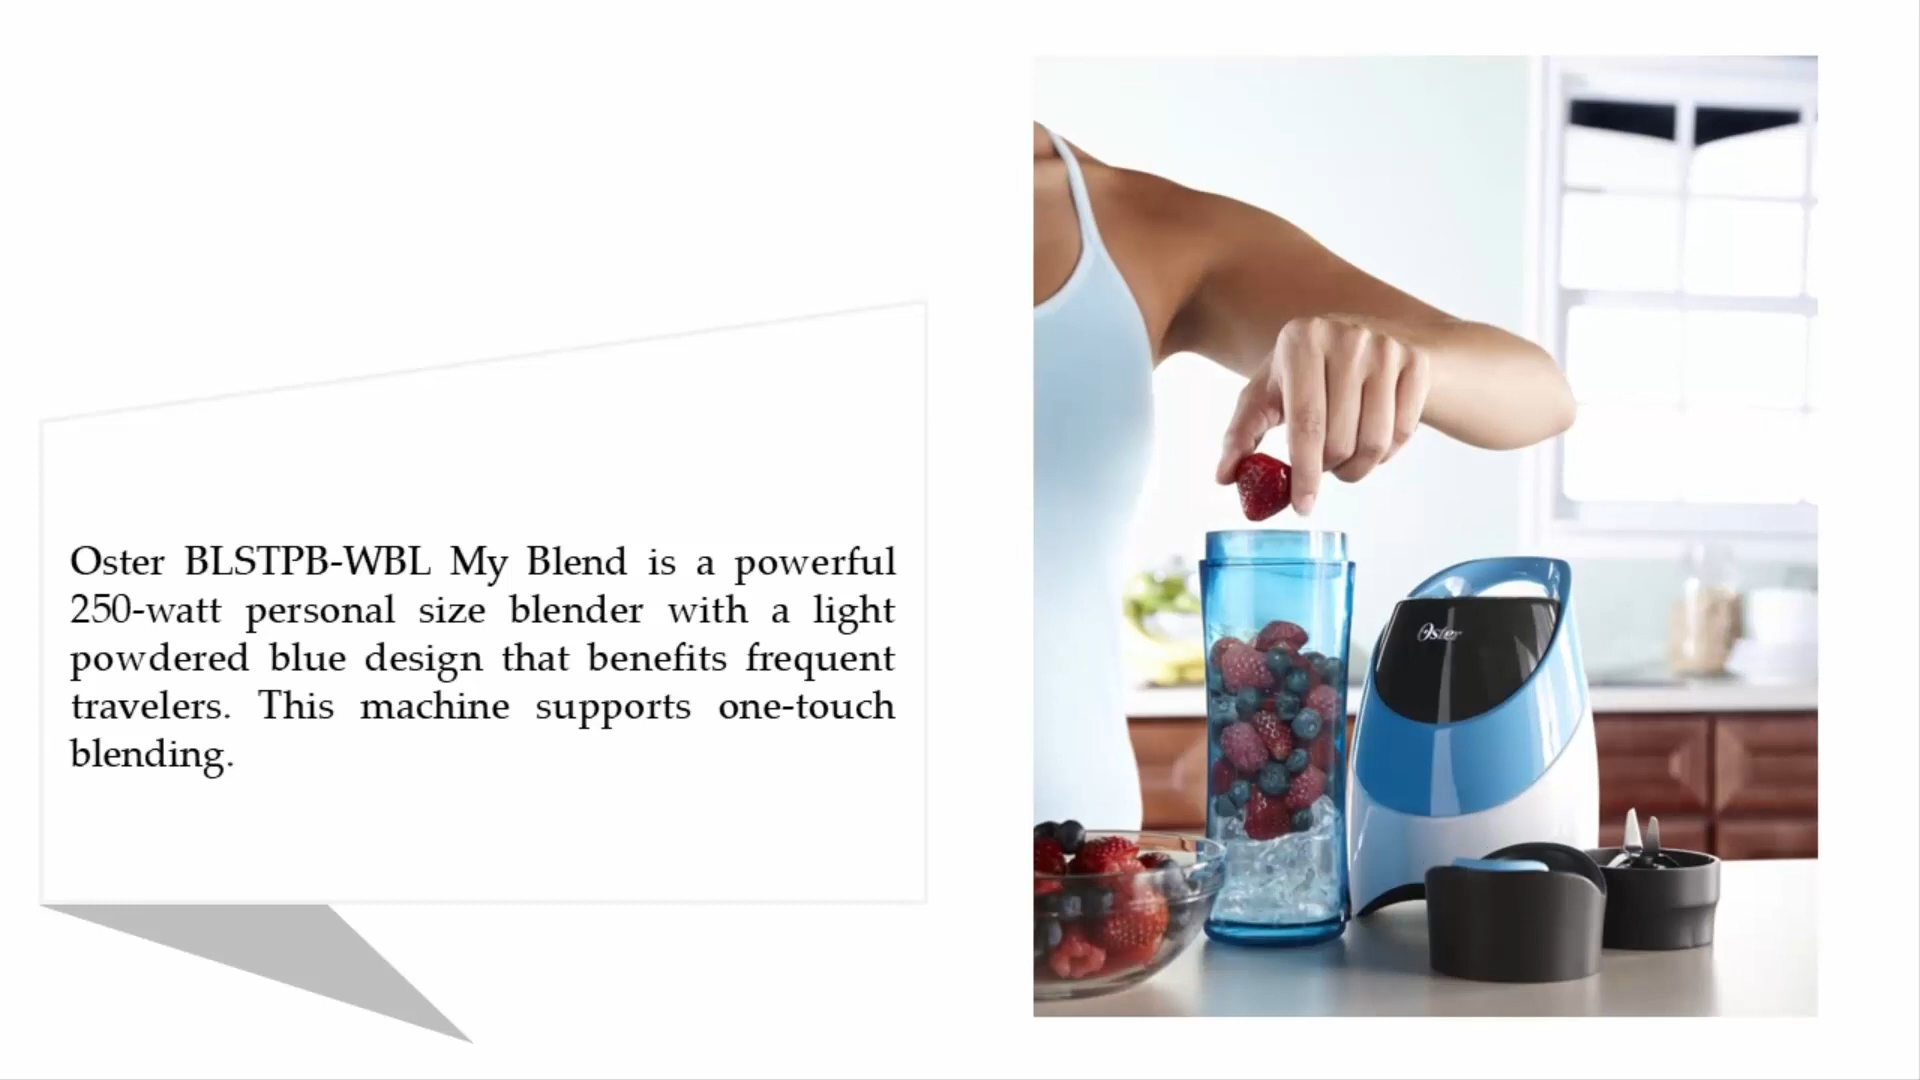 Oster BLSTPB-WBL My Blend is a powerful
250-watt personal size blender with a light
powdered blue design that benefits frequent
travelers. This machine supports one-touch
blending.
Oster